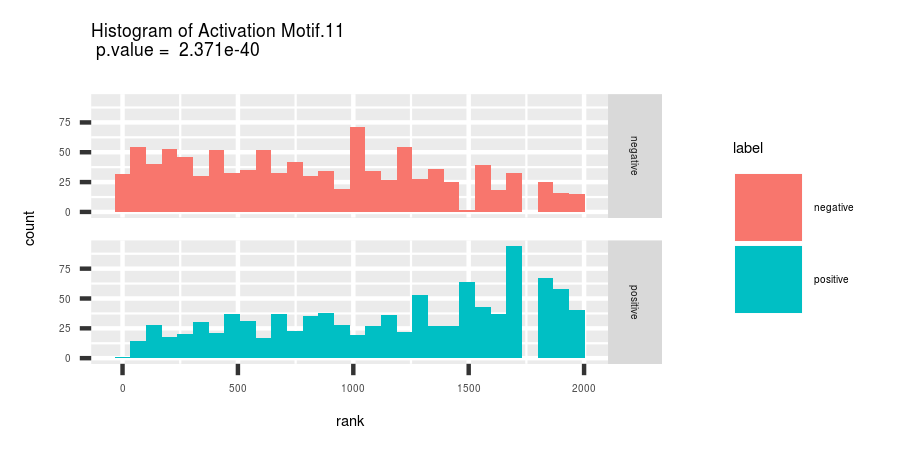 Histogram of Activation Motif.11
p.value = 2.371e-40
75
50
25
0
negative
75
50
25
0
positive
0 500 1000 1500 2000
rank
count
label
negative
positive